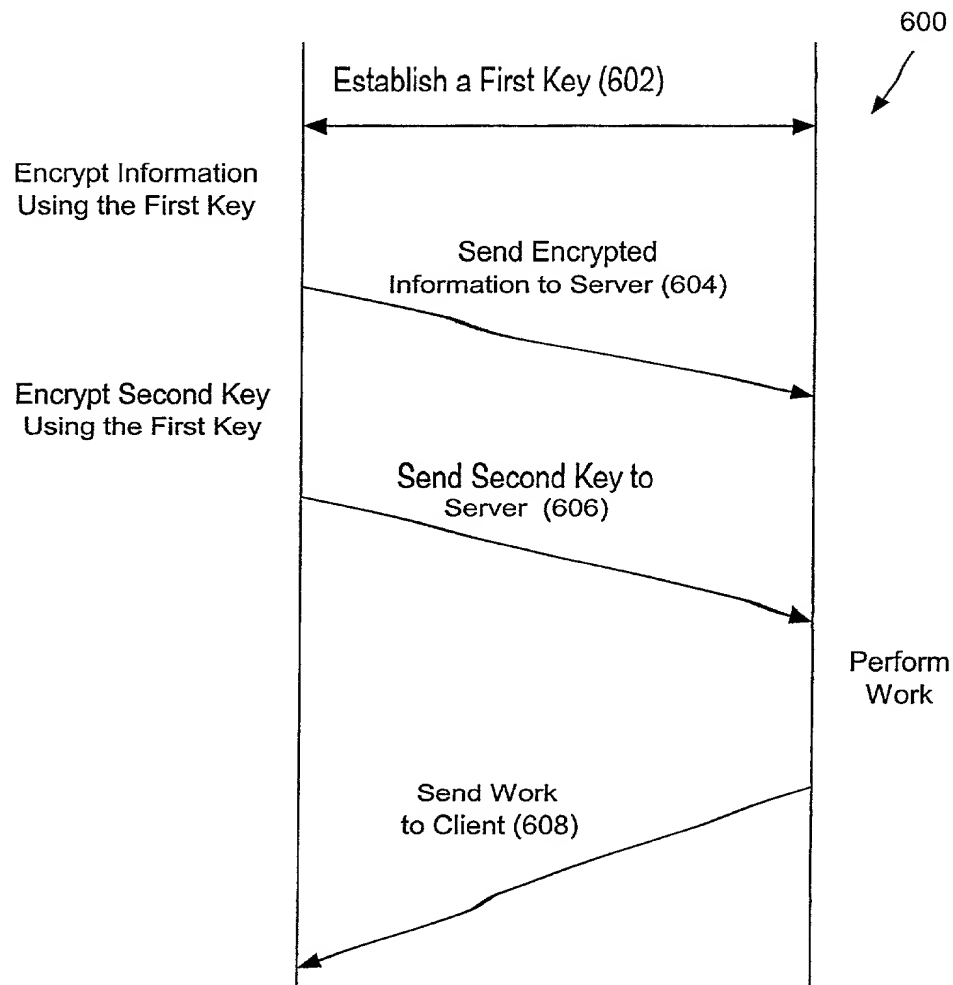 600
Establish a First Key (602)
Encrypt Information
Using the First Key
Send Encrypted
Information to Server (604)
Encrypt Second Key
Using the First Key
Send Second Key to
Server (606)
Perform
Work
Send Work
to Client (608)